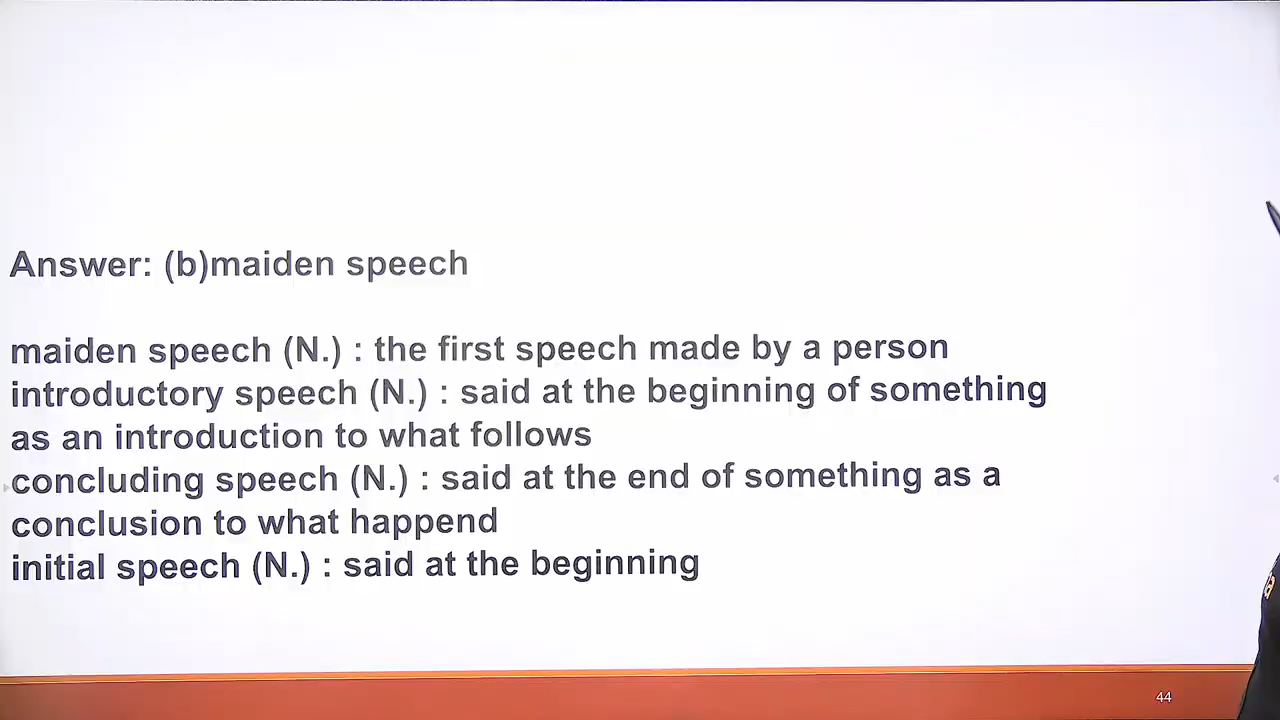 Answer: (b)maiden speech
maiden speech (N.) : the first speech made by a person
introductory speech (N.) : said at the beginning of something
as an introduction to what follows
concluding speech (N.) : said at the end of something as a
conclusion to what happend
initial speech (N.) : said at the beginning
44